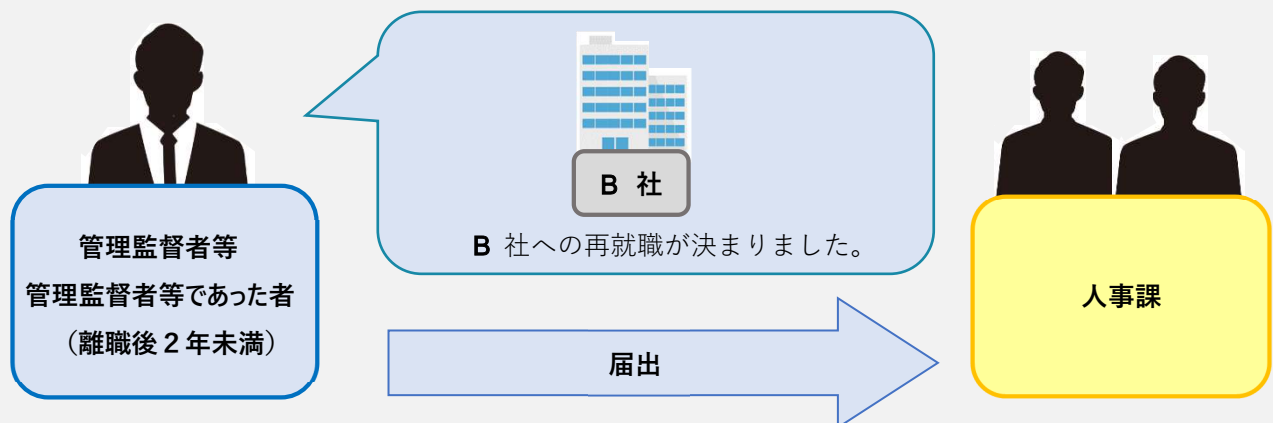 B 社
B 社への再就職が決まりました。
管理監督者等
管理監督者等であった者
（離職後２年未満）
届出
人事課